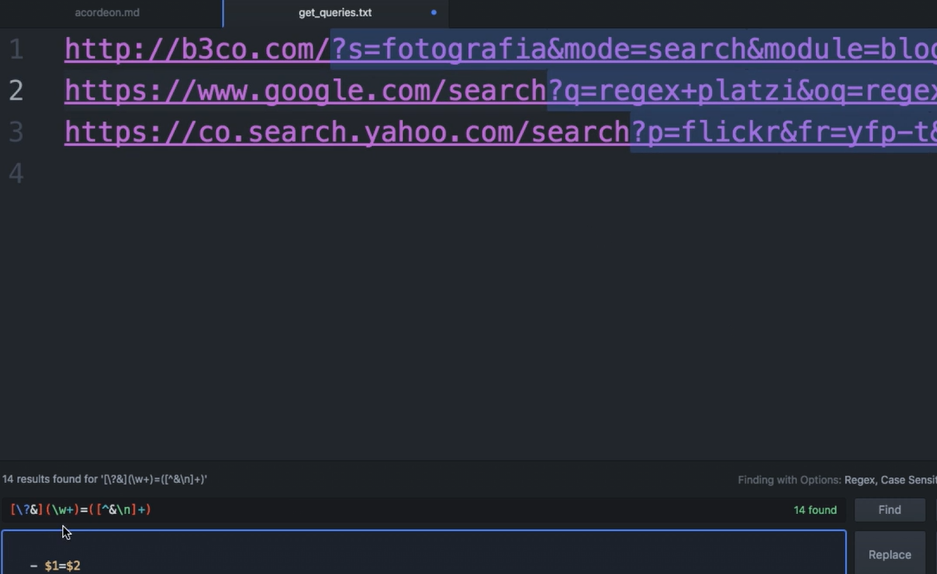 acordeon.md get_queries.txt
1 http://b3co.com/?s=fotografia&mode=search&module=blo
2 https://www.google.com/search?q=regex+platzi&oq=regex
3 https://co.search.yahoo.com/search?p=flickr&fr=yfp-t&
4
14 results found for '[\?&](\w+)=([^&\n]+)' Finding with Options: Regex, Case Sensi
[\?&](\w+)=([^&\n]+) 14 found Find
- $1=$2 Replace